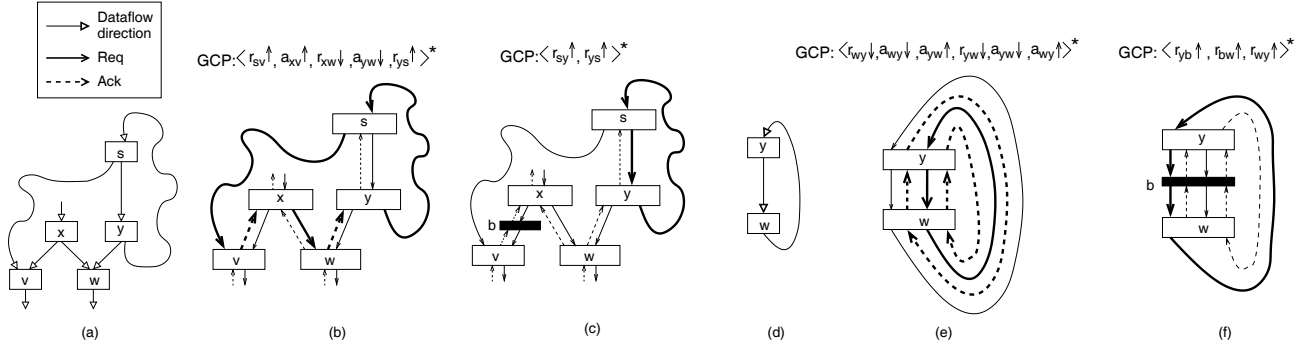 Dataflow
direction
Req
Ack
GCP:⟨r_sv↑, a_xv↑, r_xw↓, a_yw↓, r_ys↑⟩*
GCP:⟨r_sy↑, r_ys↑⟩*
GCP:⟨r_wy↓,a_wy↓,a_yw↑,r_yw↓,a_yw↓,a_wy↑⟩*
GCP:⟨r_yb↑, r_bw↑, r_wy↑⟩*
s
x
y
v
w
(a)
s
x
y
v
w
(b)
s
x
y
b
v
w
(c)
y
w
(d)
y
w
(e)
y
b
w
(f)